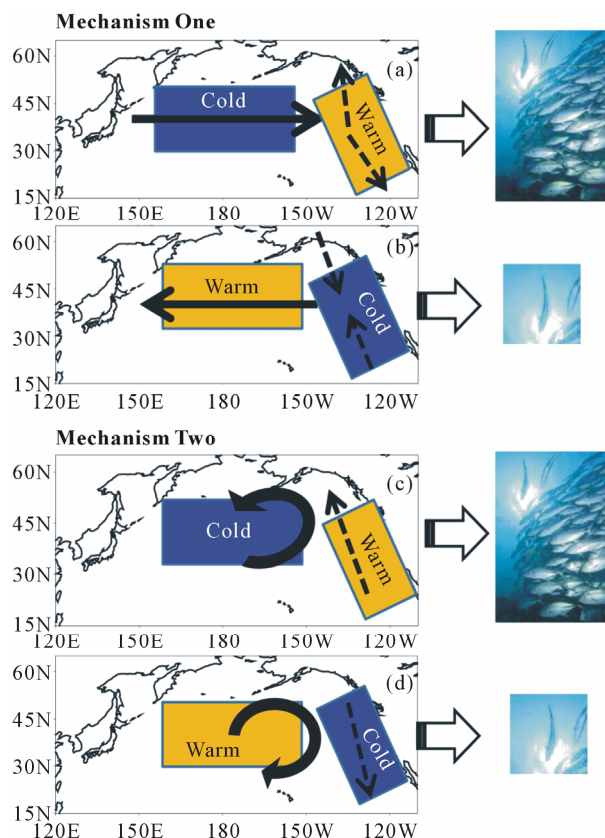 Mechanism One
60N
45N
30N
15N
(a)
Cold
Warm
120E 150E 180 150W 120W
60N
45N
30N
15N
(b)
Warm
Cold
120E 150E 180 150W 120W
Mechanism Two
60N
45N
30N
15N
(c)
Cold
Warm
120E 150E 180 150W 120W
60N
45N
30N
15N
(d)
Warm
Cold
120E 150E 180 150W 120W